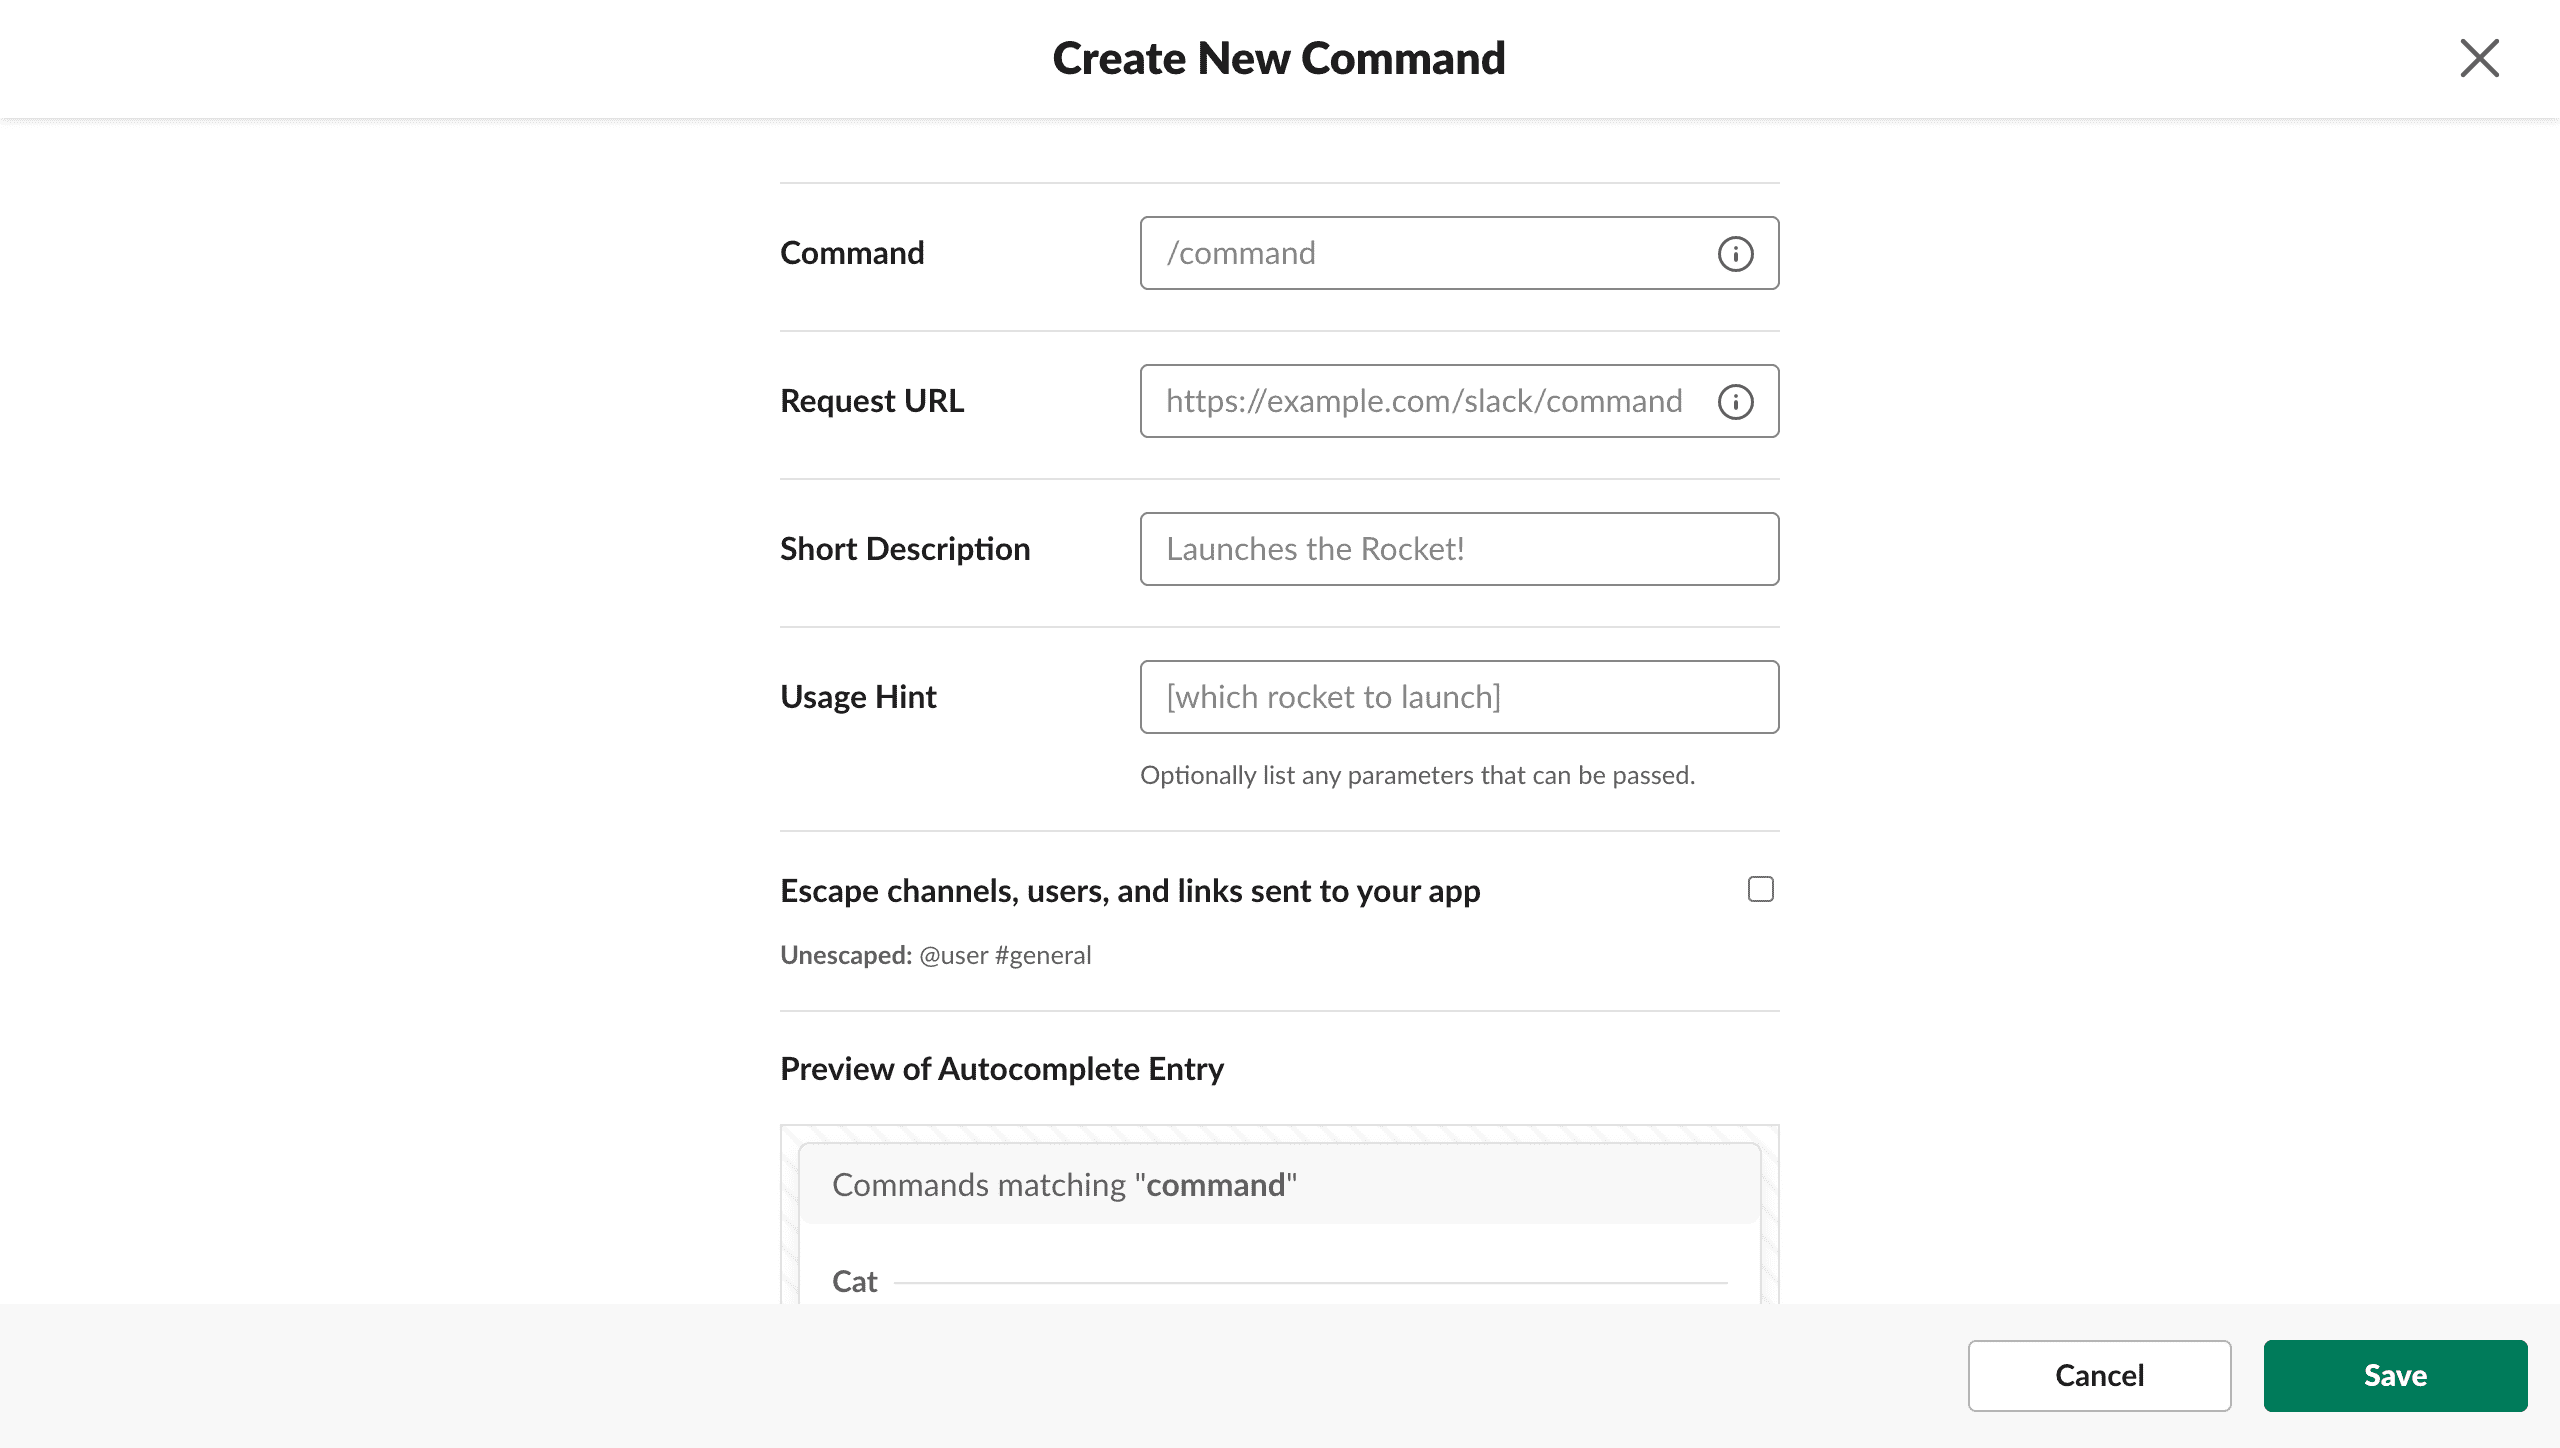 Create New Command
Command
/command
Request URL
https://example.com/slack/command
Short Description
Launches the Rocket!
Usage Hint
[which rocket to launch]
Optionally list any parameters that can be passed.
Escape channels, users, and links sent to your app
Unescaped: @user #general
Preview of Autocomplete Entry
Commands matching "command"
Cat
Cancel
Save